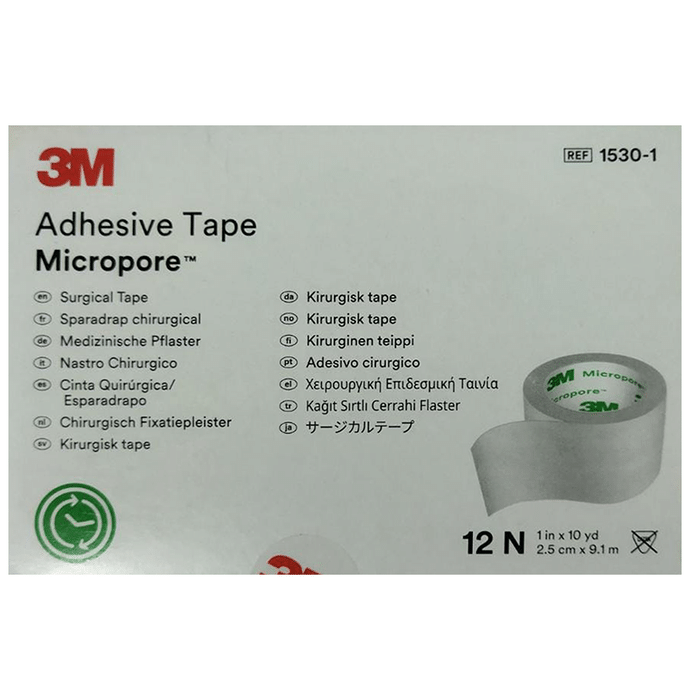 3M
REF 1530-1
Adhesive Tape
Micropore™
en Surgical Tape
fr Sparadrap chirurgical
de Medizinische Pflaster
it Nastro Chirurgico
es Cinta Quirúrgica/
Esparadrapo
nl Chirurgisch Fixatiepleister
sv Kirurgisk tape
da Kirurgisk tape
no Kirurgisk tape
fi Kirurginen teippi
pt Adesivo cirurgico
el Χειρουργική Επιδεσμική Ταινία
tr Kağıt Sırtlı Cerrahi Flaster
ja サージカルテープ
3M Micropore
icropore™
3M
12 N
1 in x 10 yd
2.5 cm x 9.1 m
3M